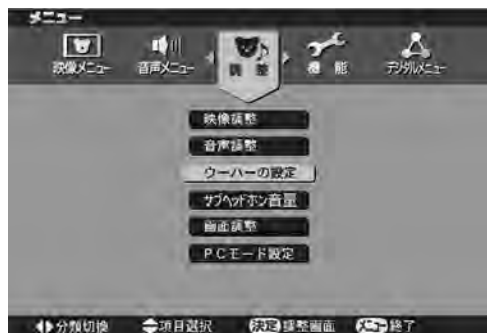 メニュー
映像メニュー 音声メニュー 調整 機能 デジタルメニュー
映像調整
音声調整
ウーハーの設定
サブヘッドホン音量
画面調整
PCモード設定
分類切換 項目選択 決定 調整画面 メニュー 終了